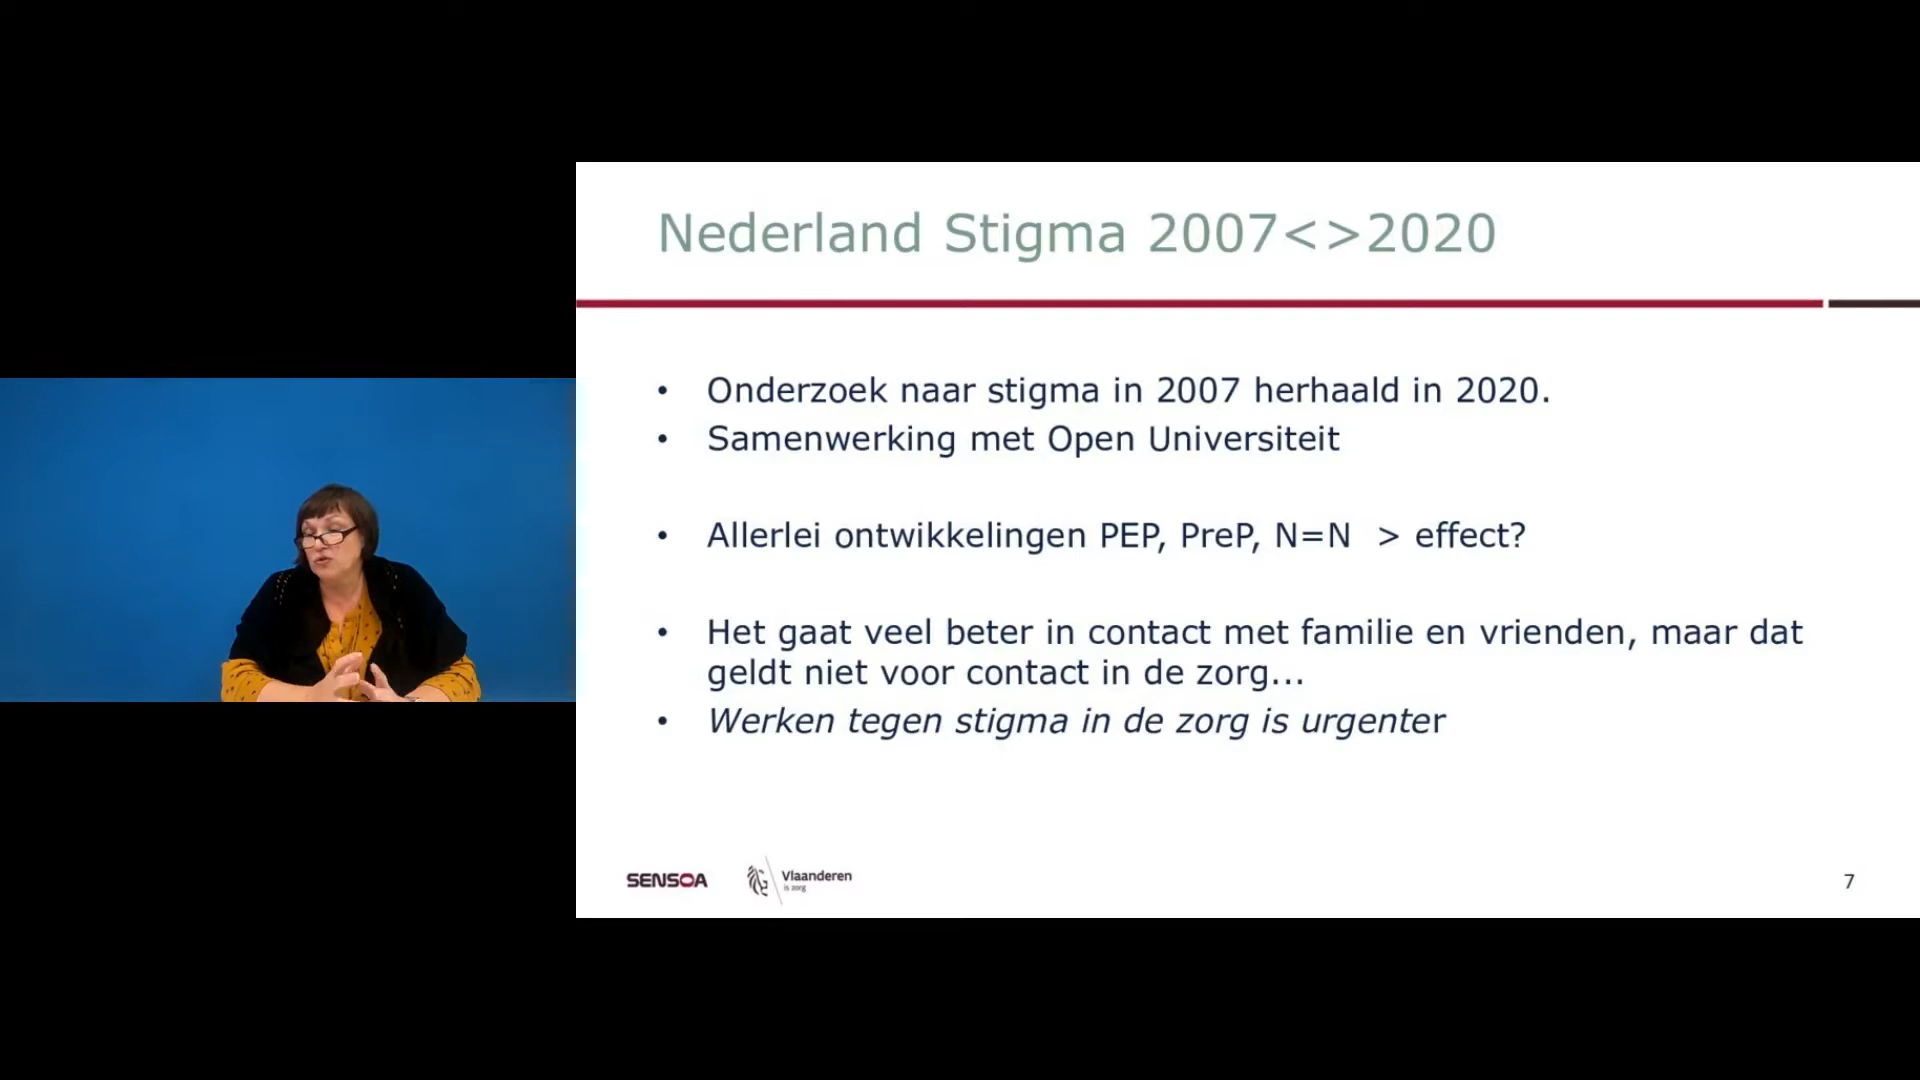 Nederland Stigma 2007<>2020
• Onderzoek naar stigma in 2007 herhaald in 2020.
• Samenwerking met Open Universiteit
• Allerlei ontwikkelingen PEP, PreP, N=N > effect?
• Het gaat veel beter in contact met familie en vrienden, maar dat
geldt niet voor contact in de zorg...
• Werken tegen stigma in de zorg is urgenter
SENSOA
Vlaanderen
is zorg
7